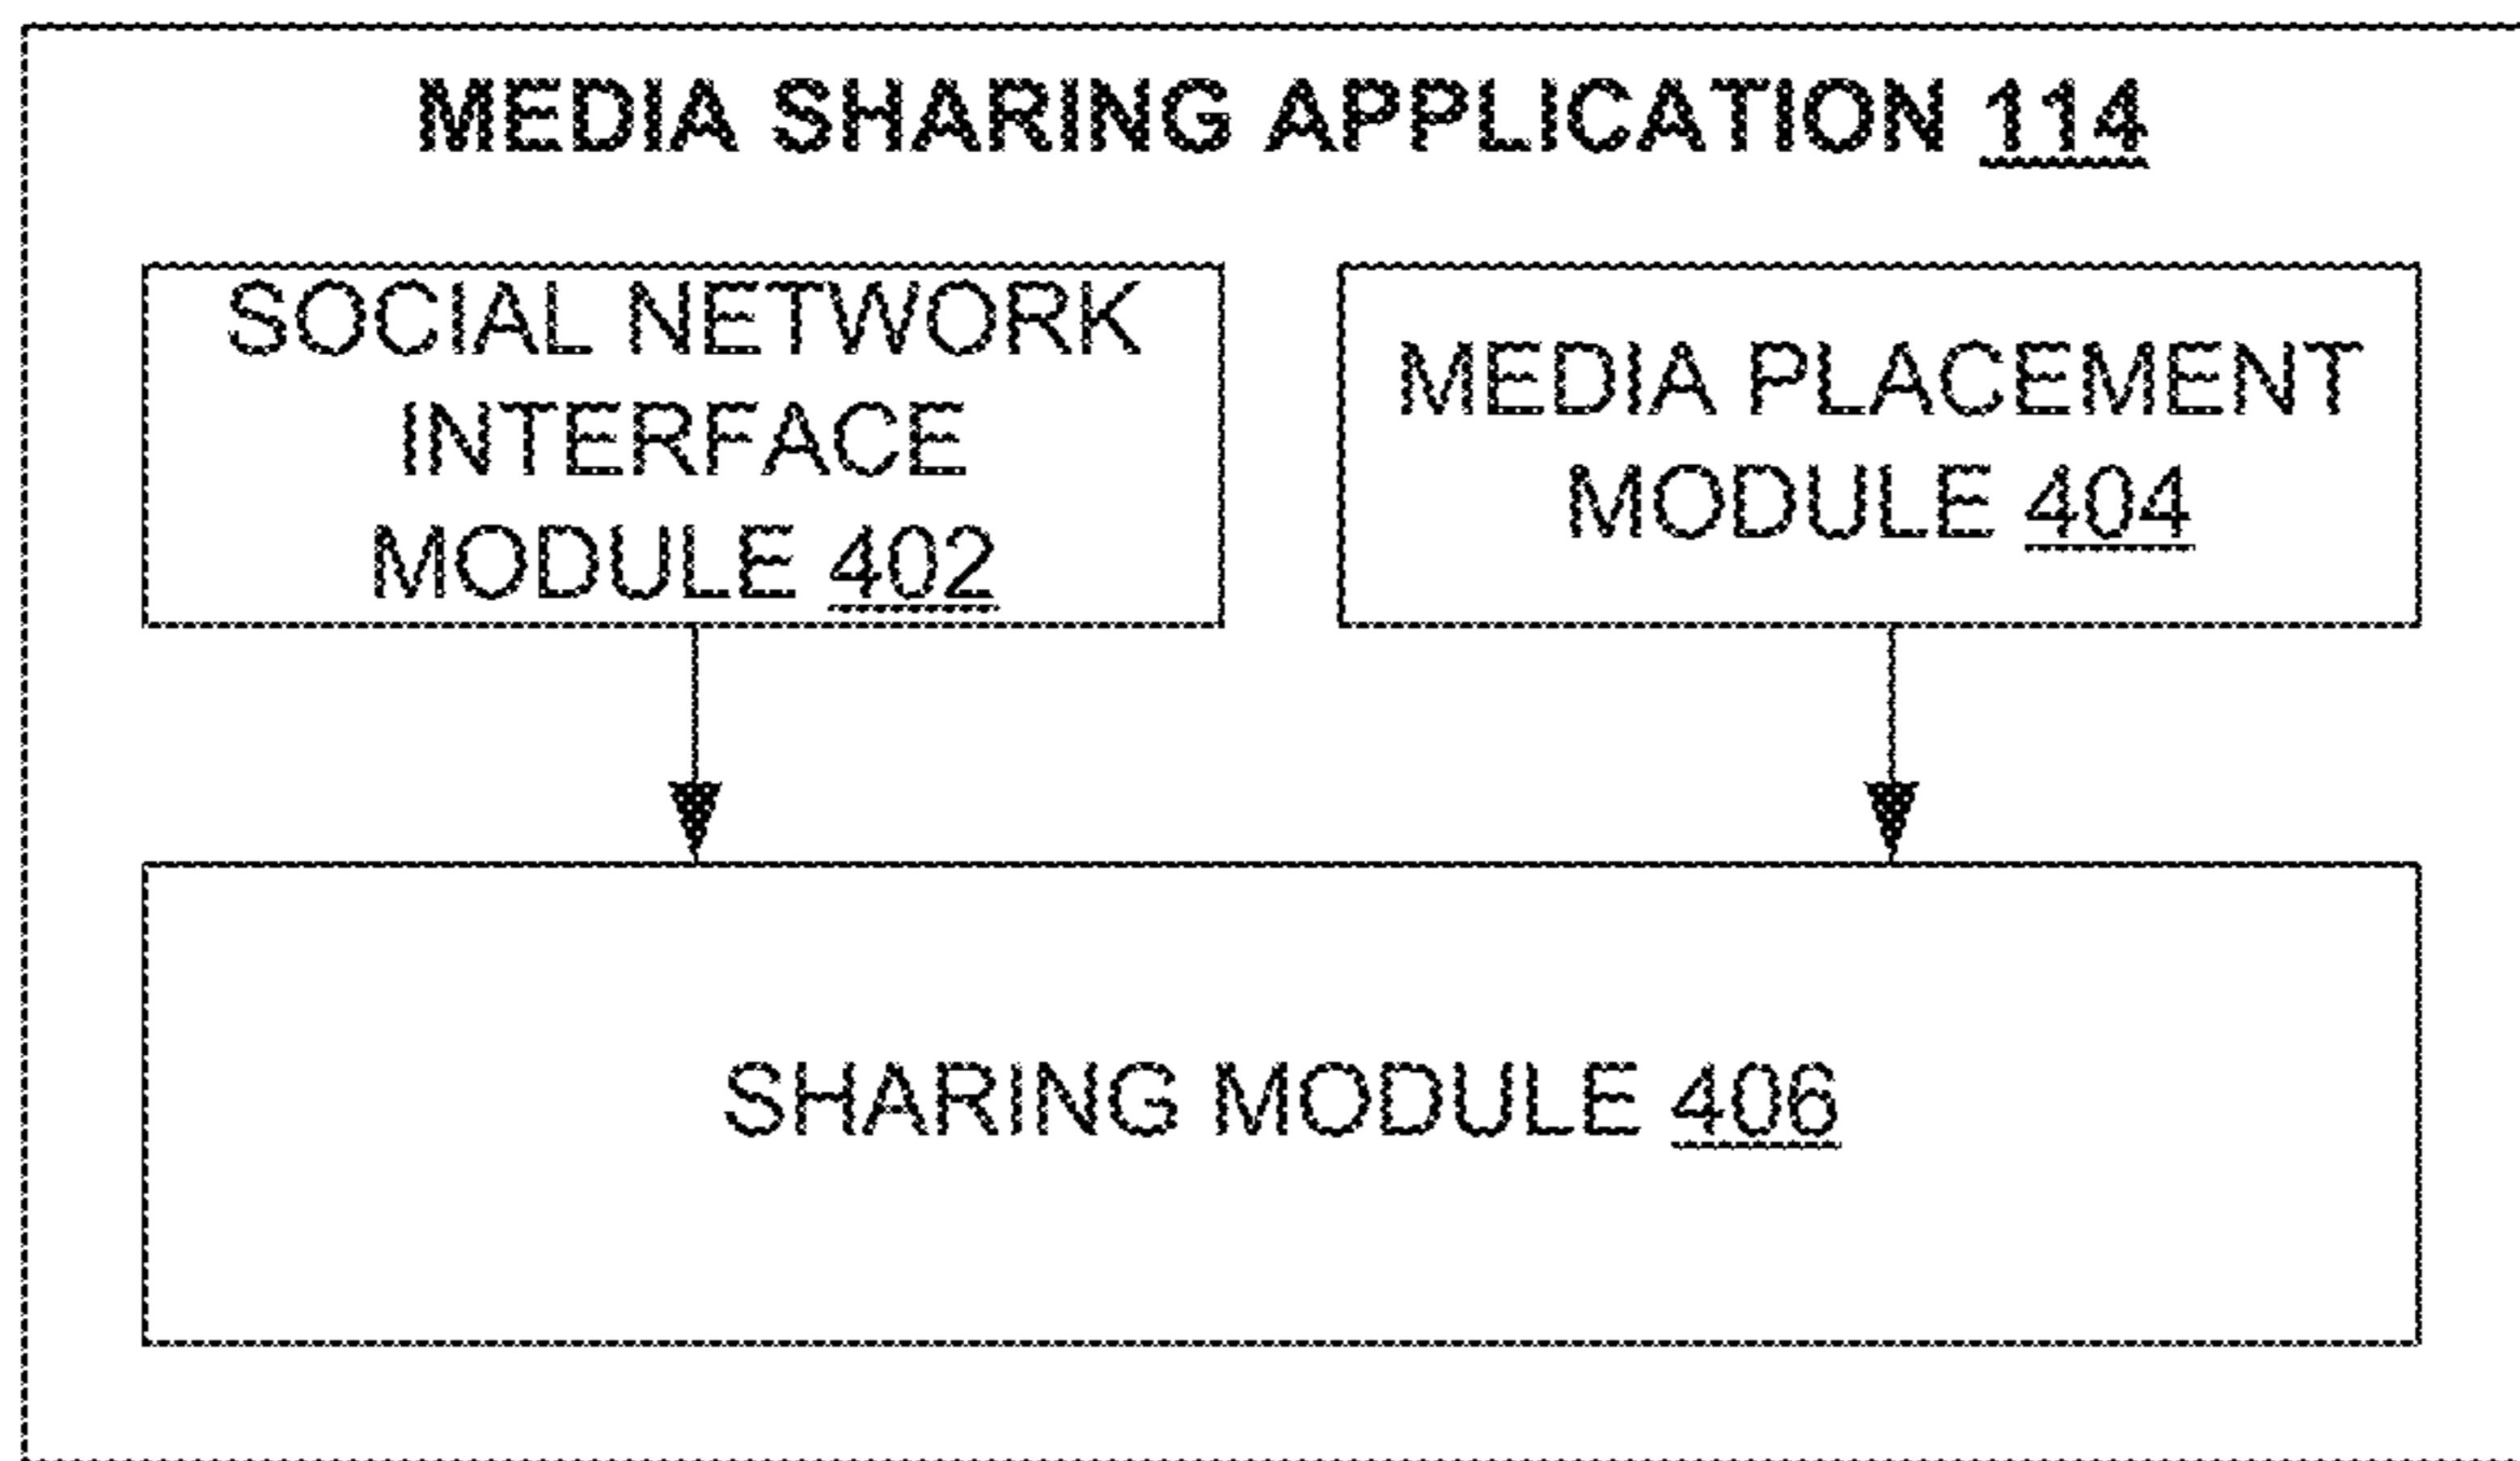 MEDIA SHARING APPLICATION 114
SOCIAL NETWORK
INTERFACE
MODULE 402
MEDIA PLACEMENT
MODULE 404
SHARING MODULE 406